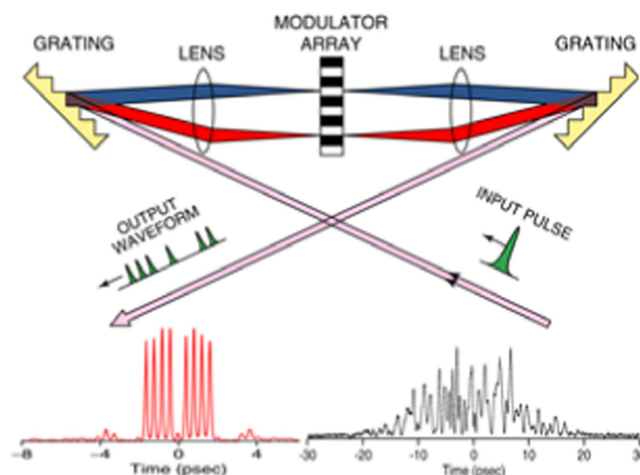 MODULATOR
ARRAY
GRATING
LENS
LENS
GRATING
OUTPUT
WAVEFORM
INPUT PULSE
-8 -4 0 4
Time (psec)
-30 -20 -10 0 10 20 30
Time (psec)